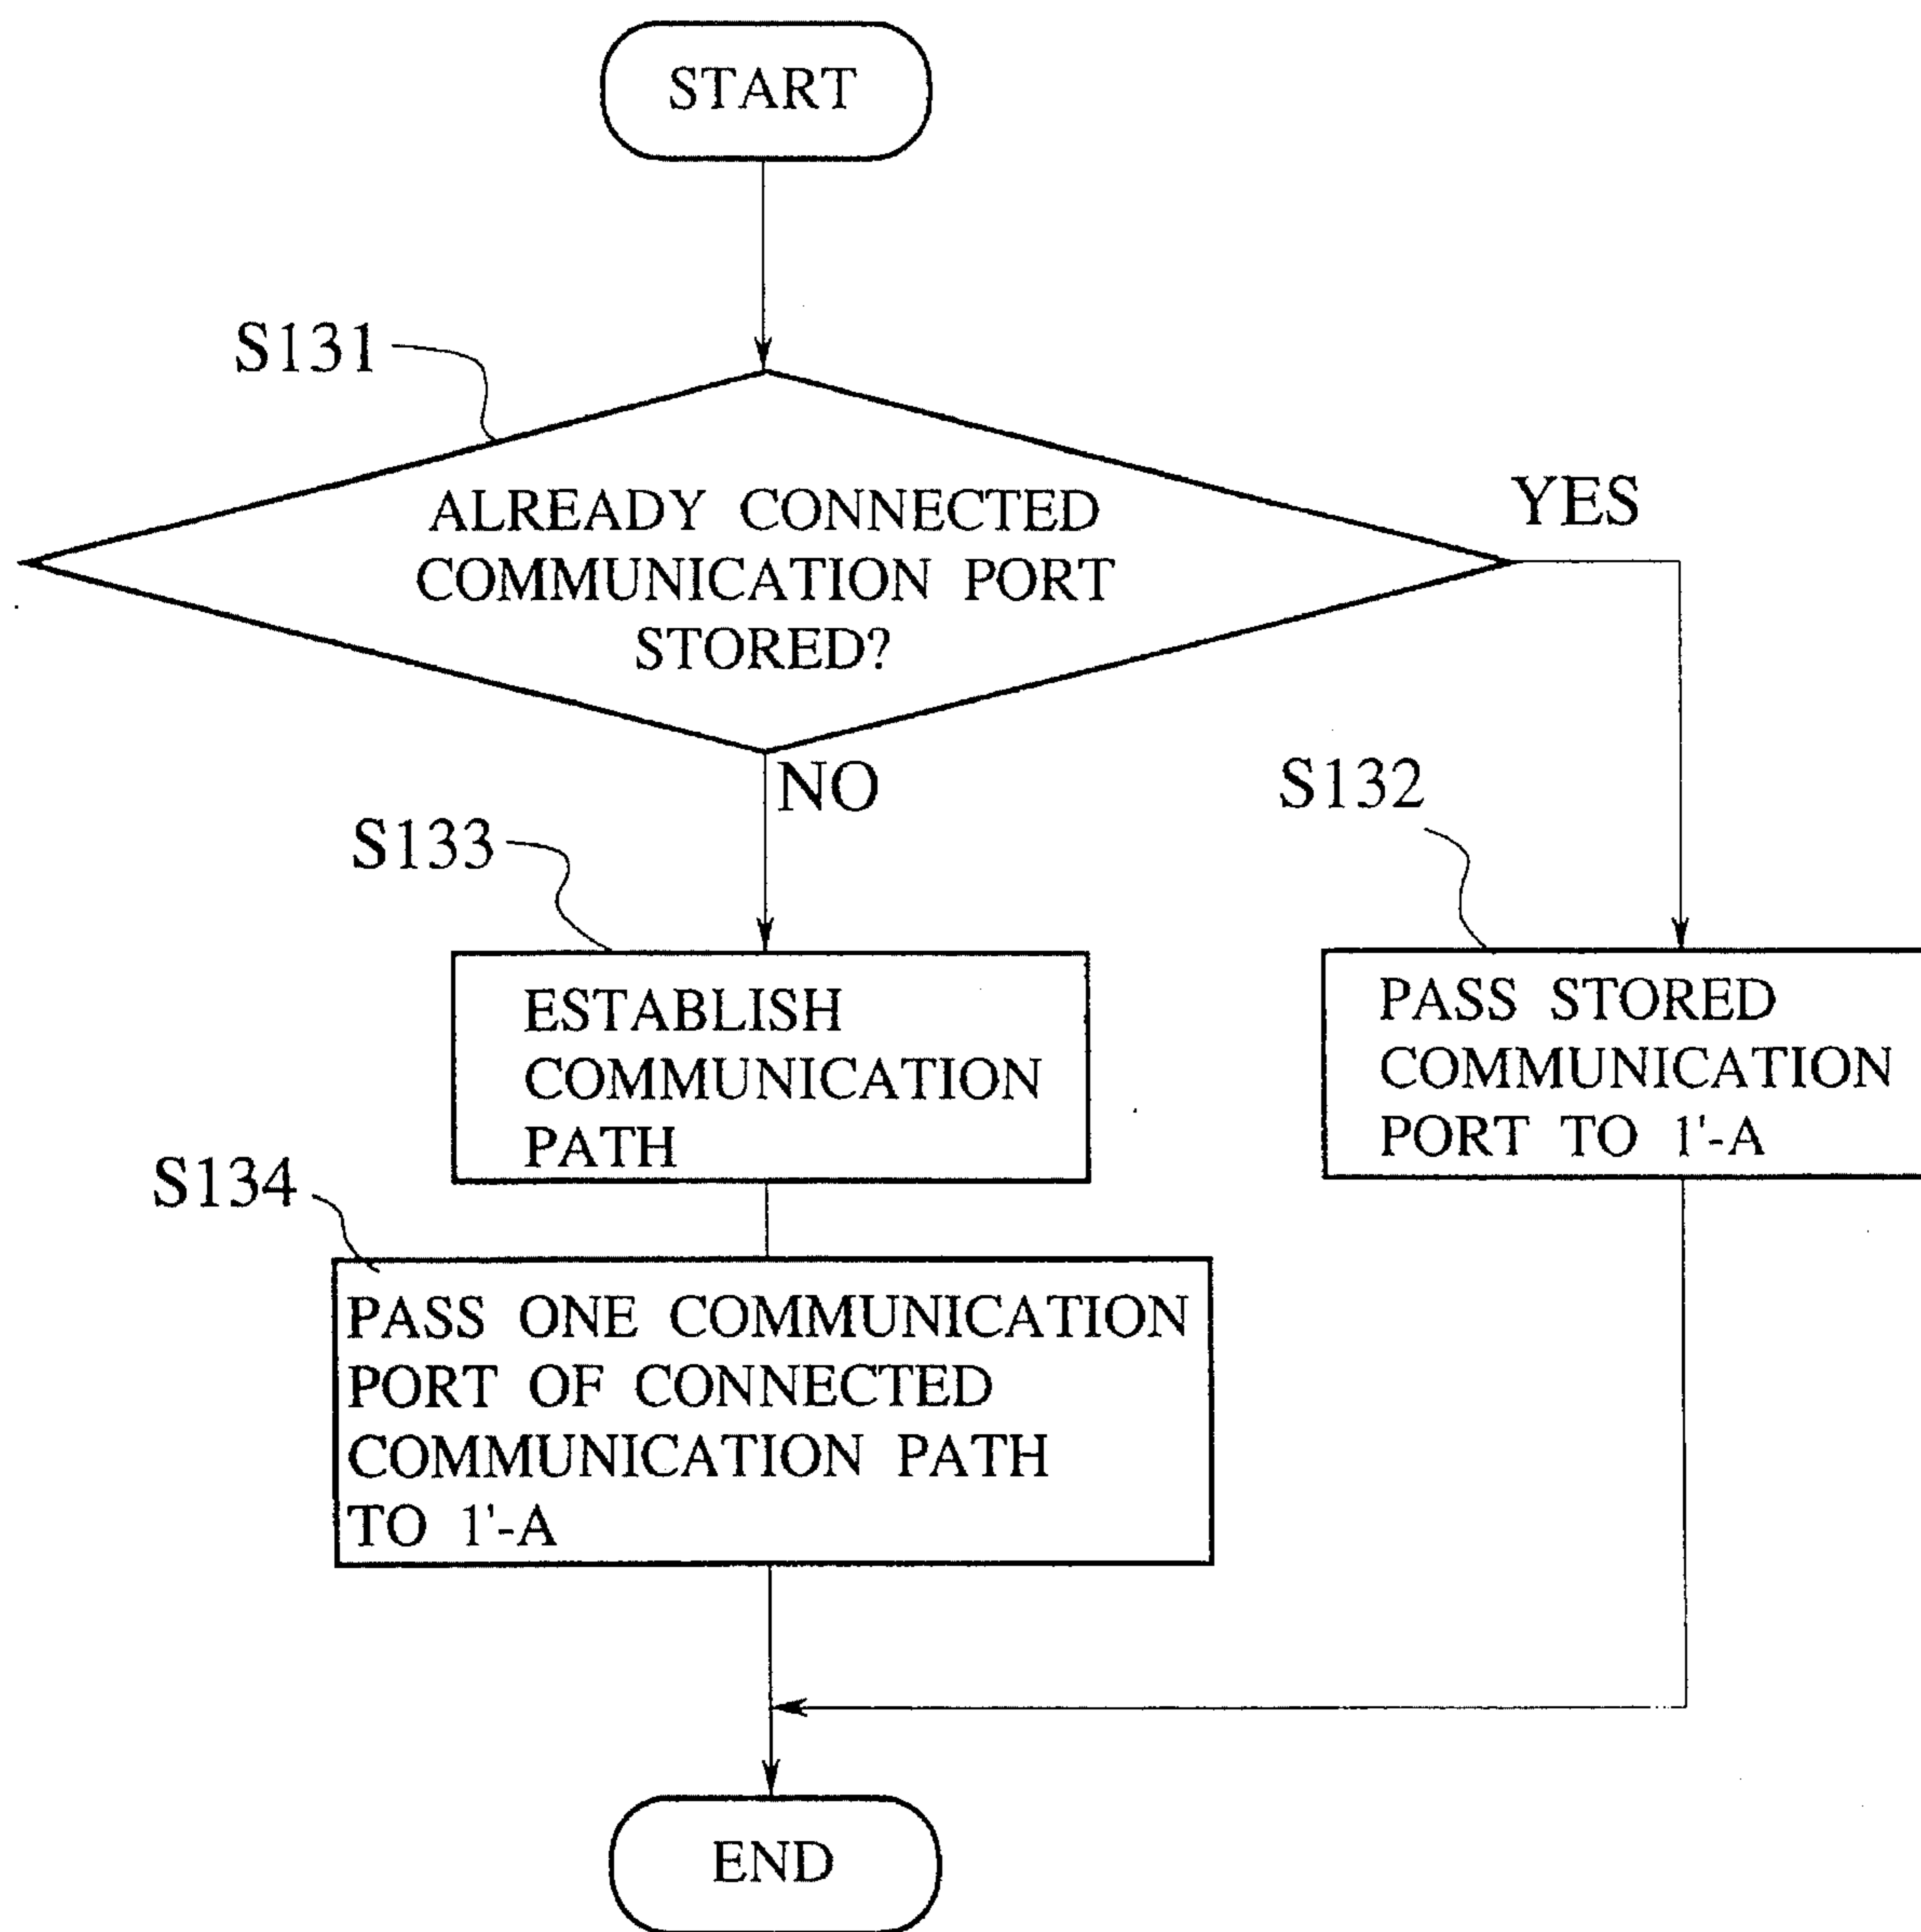 START
S131
ALREADY CONNECTED
COMMUNICATION PORT
STORED?
YES
NO
S132
S133
ESTABLISH
COMMUNICATION
PATH
PASS STORED
COMMUNICATION
PORT TO 1'-A
S134
PASS ONE COMMUNICATION
PORT OF CONNECTED
COMMUNICATION PATH
TO 1'-A
END